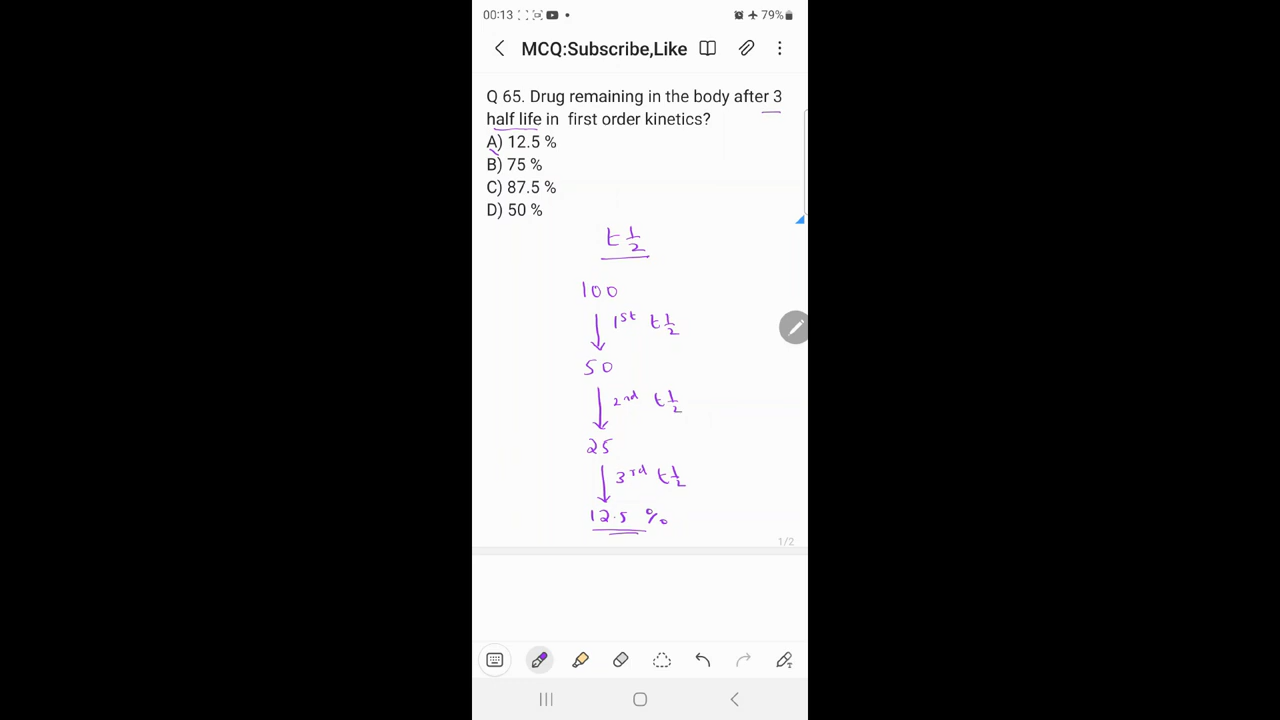 00:13 79%
MCQ:Subscribe,Like
Q 65. Drug remaining in the body after 3
half life in first order kinetics?
A) 12.5 %
B) 75 %
C) 87.5 %
D) 50 %
t 1/2
100
1st t 1/2
50
2nd t 1/2
25
3rd t 1/2
12.5 %
1/2